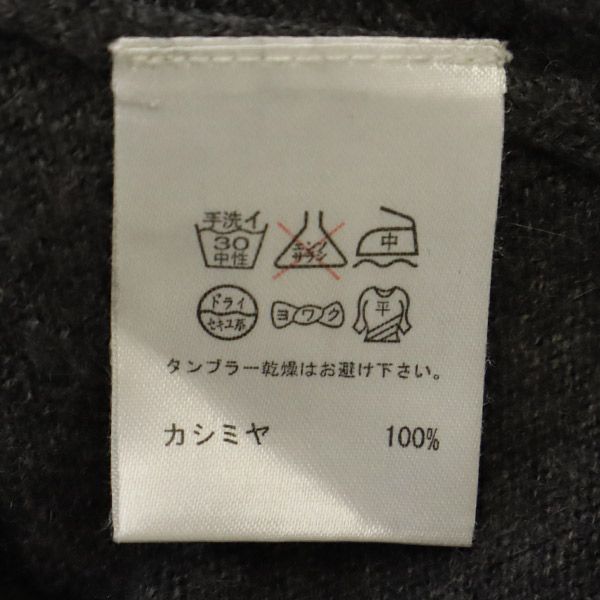 手洗イ
30
中性
エンソ
サラシ
中
ドライ
セキユ系
ヨワク
平
タンブラー乾燥はお避け下さい。
カシミヤ 100%